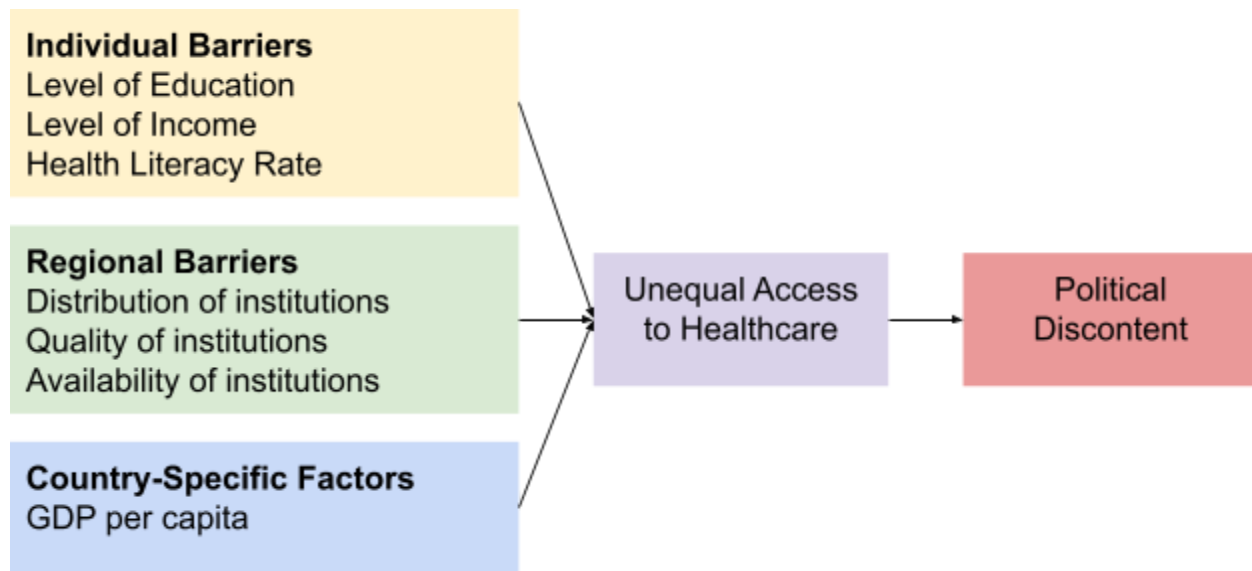 Individual Barriers
Level of Education
Level of Income
Health Literacy Rate
Regional Barriers
Distribution of institutions
Quality of institutions
Availability of institutions
Country-Specific Factors
GDP per capita
Unequal Access
to Healthcare
Political
Discontent